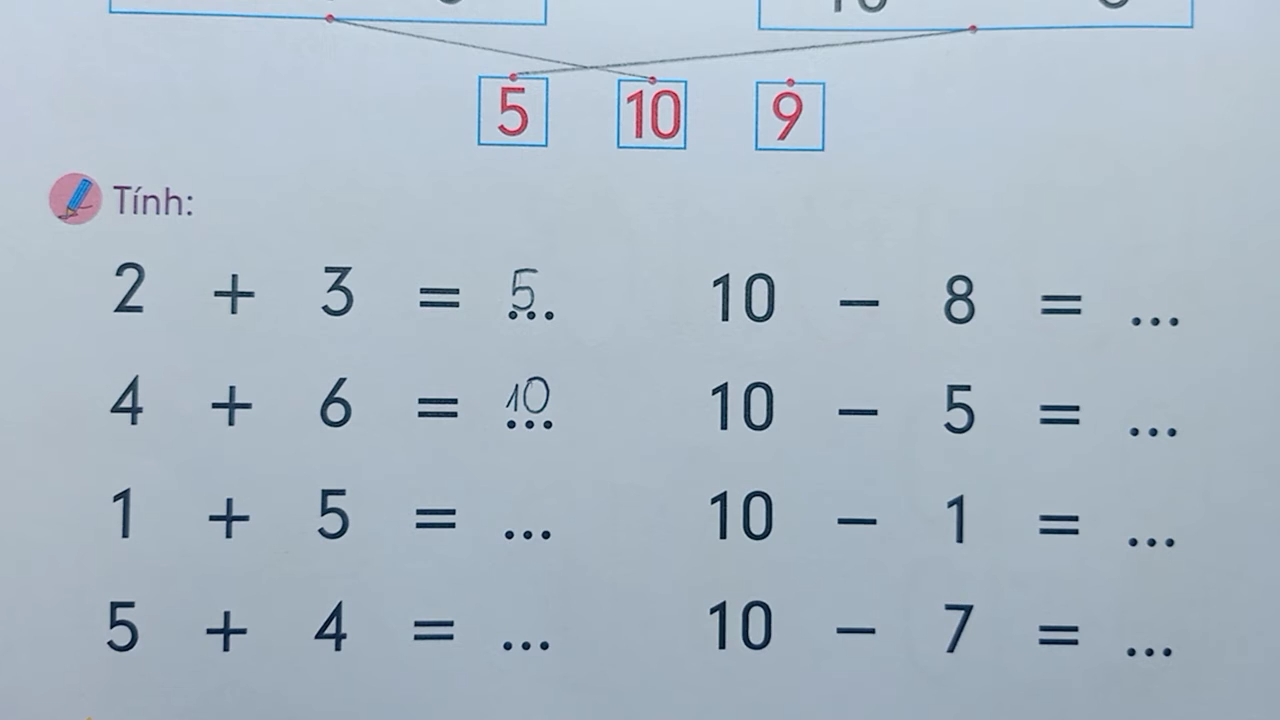 5 10 9
Tính:
2 + 3 = 5... 10 - 8 = ...
4 + 6 = 10... 10 - 5 = ...
1 + 5 = ... 10 - 1 = ...
5 + 4 = ... 10 - 7 = ...